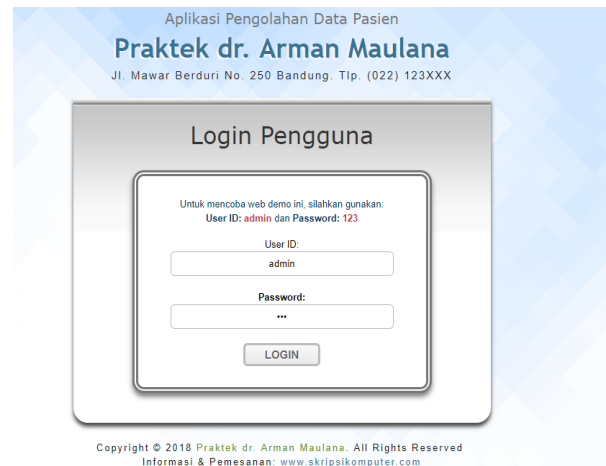 Aplikasi Pengolahan Data Pasien
Praktek dr. Arman Maulana
Jl. Mawar Berduri No. 250 Bandung. Tlp. (022) 123XXX
Login Pengguna
Untuk mencoba web demo ini, silahkan gunakan:
User ID: admin dan Password: 123
User ID:
admin
Password:
•••
LOGIN
Copyright © 2018 Praktek dr. Arman Maulana. All Rights Reserved
Informasi & Pemesanan: www.skripsikomputer.com